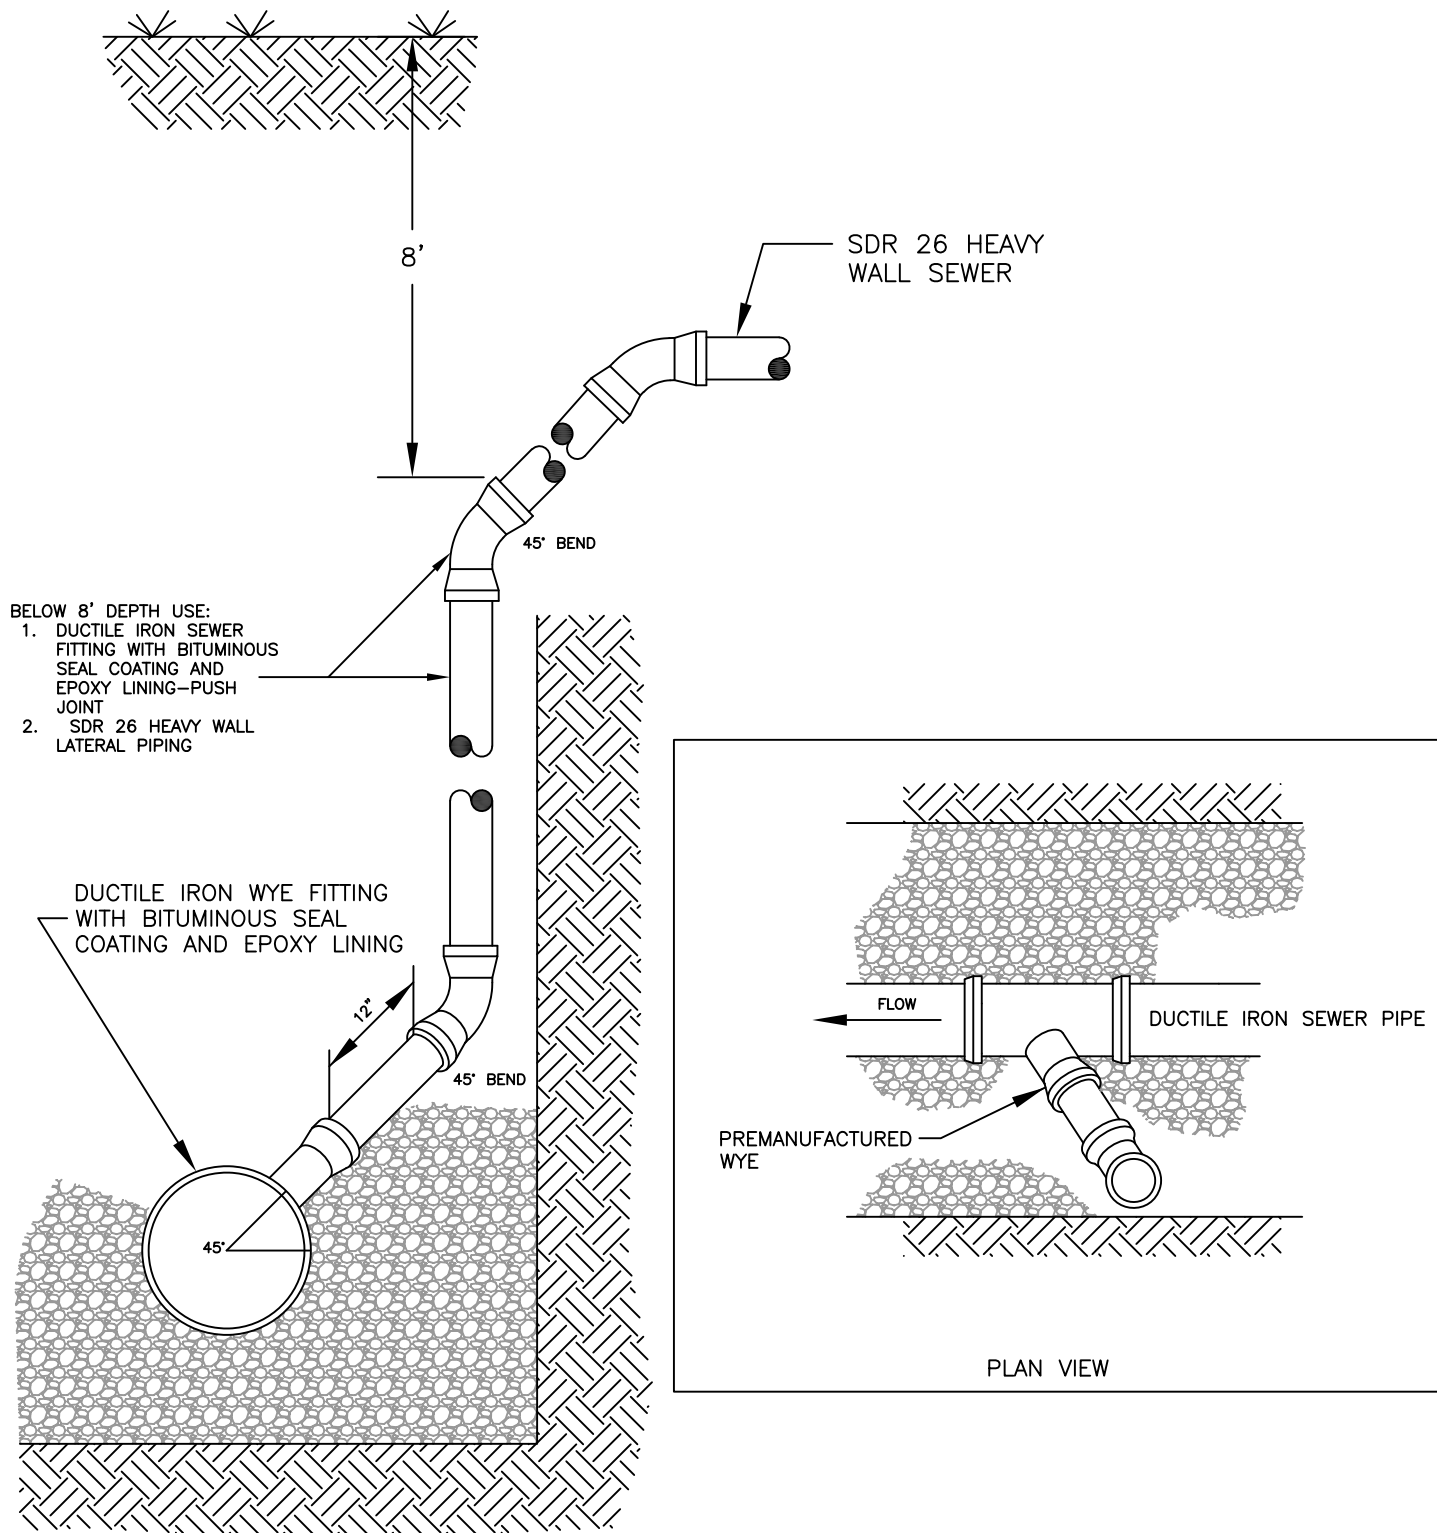 8'
SDR 26 HEAVY
WALL SEWER
45° BEND
BELOW 8' DEPTH USE:
1. DUCTILE IRON SEWER
FITTING WITH BITUMINOUS
SEAL COATING AND
EPOXY LINING-PUSH
JOINT
2. SDR 26 HEAVY WALL
LATERAL PIPING
DUCTILE IRON WYE FITTING
WITH BITUMINOUS SEAL
COATING AND EPOXY LINING
12"
45° BEND
45°
FLOW
DUCTILE IRON SEWER PIPE
PREMANUFACTURED
WYE
PLAN VIEW